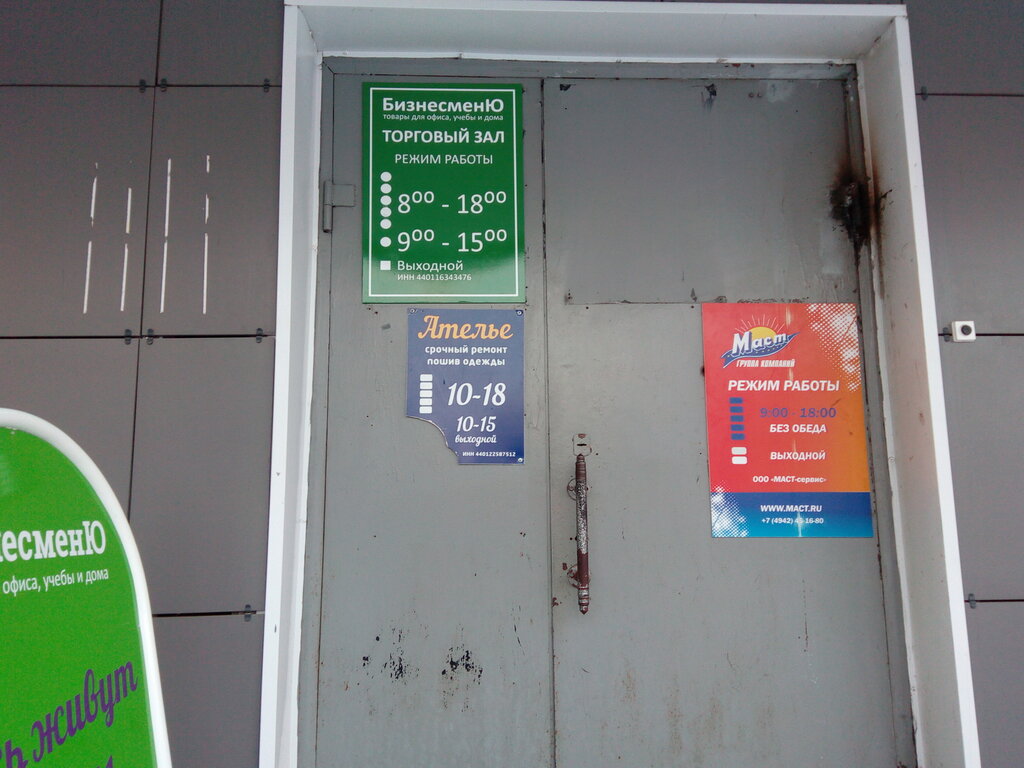 БизнесменЮ
товары для офиса, учебы и дома
ТОРГОВЫЙ ЗАЛ
РЕЖИМ РАБОТЫ
8⁰⁰ - 18⁰⁰
9⁰⁰ - 15⁰⁰
Выходной
ИНН 440116343476
Ателье
срочный ремонт
пошив одежды
10-18
10-15
выходной
ИНН 440122587512
Маст
ГРУППА КОМПАНИЙ
РЕЖИМ РАБОТЫ
9:00 - 18:00
БЕЗ ОБЕДА
ВЫХОДНОЙ
ООО «МАСТ-сервис»
WWW.МАСТ.RU
+7 (4942) -16-80
есменЮ
офиса, учебы и дома
ь живут